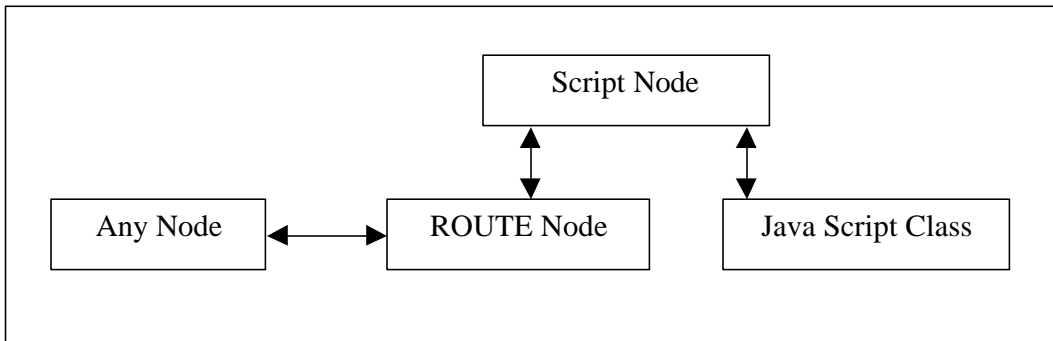 Script Node
Any Node
ROUTE Node
Java Script Class